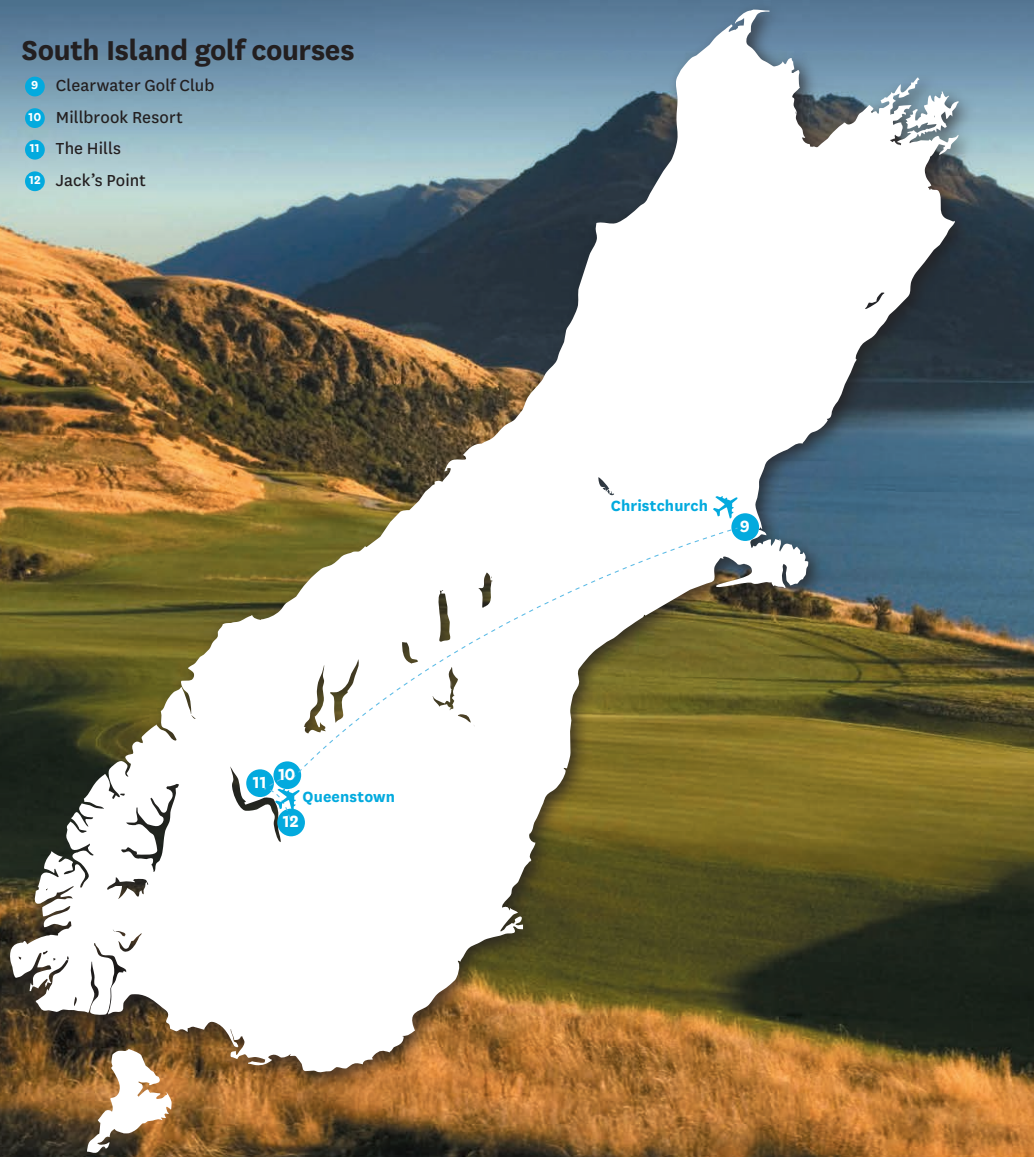 South Island golf courses
9 Clearwater Golf Club
10 Millbrook Resort
11 The Hills
12 Jack’s Point
Christchurch
9
11
10
Queenstown
12